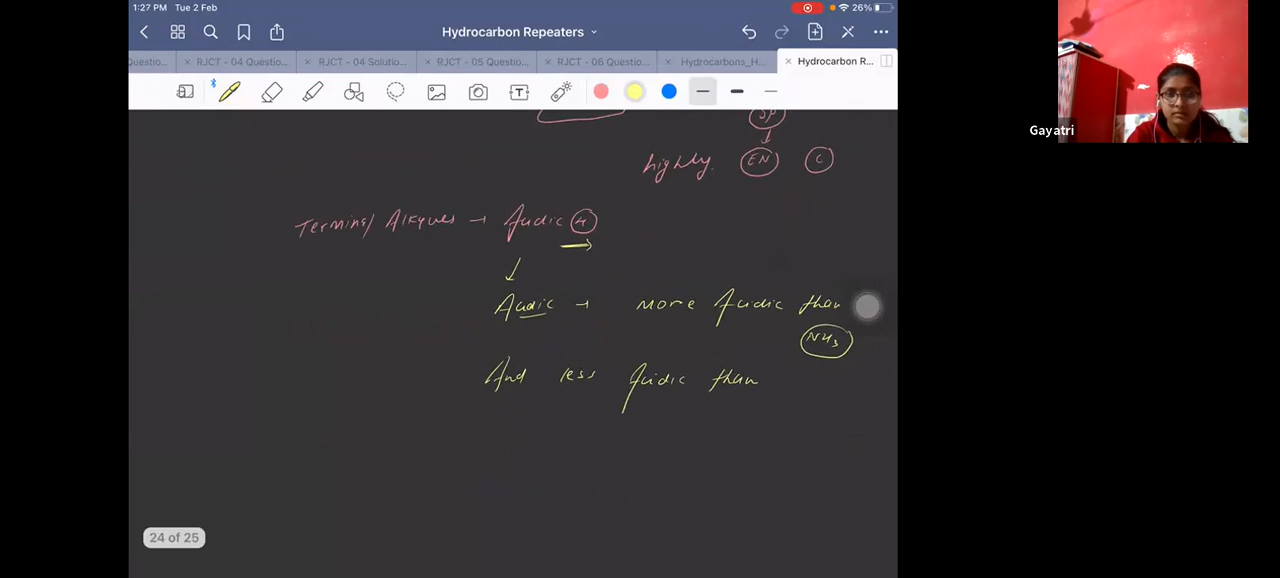 1:27 PM Tue 2 Feb
26%
Hydrocarbon Repeaters
Questio...
RJCT - 04 Questio...
RJCT - 04 Solutio...
RJCT - 05 Questio...
RJCT - 06 Questio...
Hydrocarbons_H...
Hydrocarbon R...
Gayatri
SP
highly. EN C
Terminal Alkynes → Acidic H
Acidic → more Acidic than
NH3
And less Acidic than
24 of 25